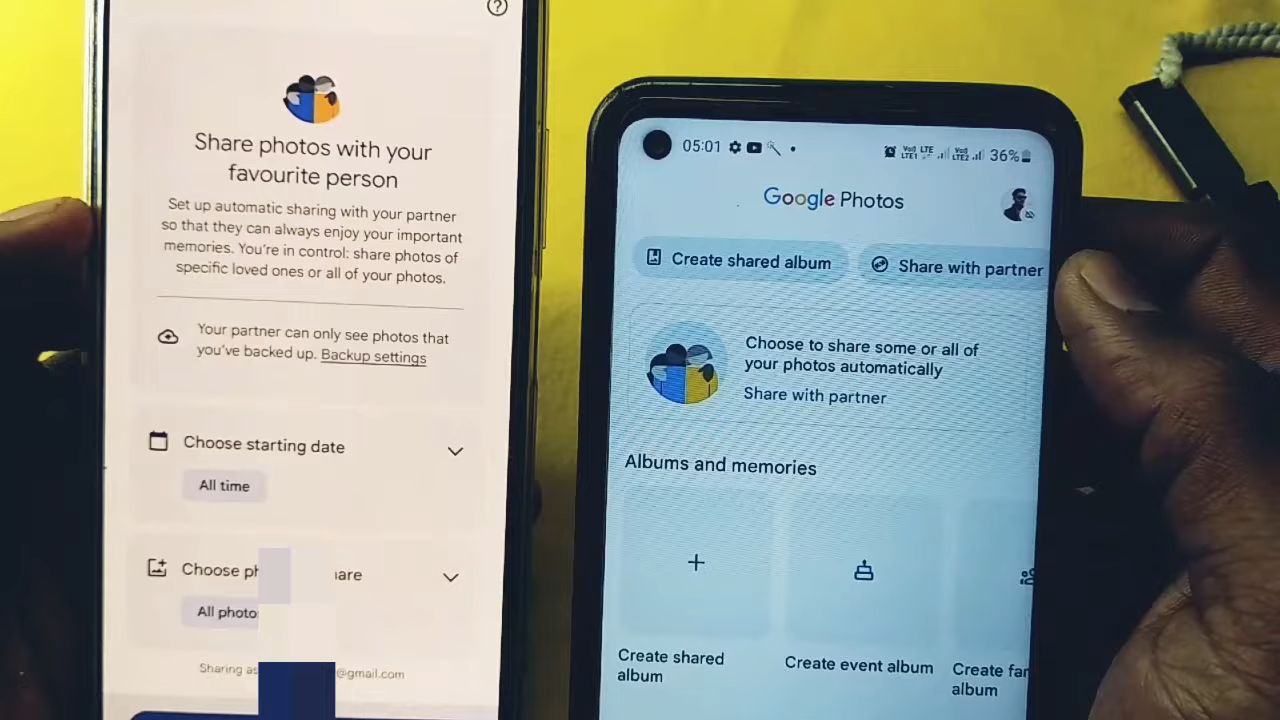 Share photos with your
favourite person
Set up automatic sharing with your partner
so that they can always enjoy your important
memories. You're in control: share photos of
specific loved ones or all of your photos.
Your partner can only see photos that
you've backed up. Backup settings
Choose starting date
All time
Choose
All
Sharing
@gmail.com
05:01
36%
Google Photos
Create shared album
Share with partner
Choose to share some or all of
your photos automatically
Share with partner
Albums and memories
Create shared
album
Create event album
Create
album